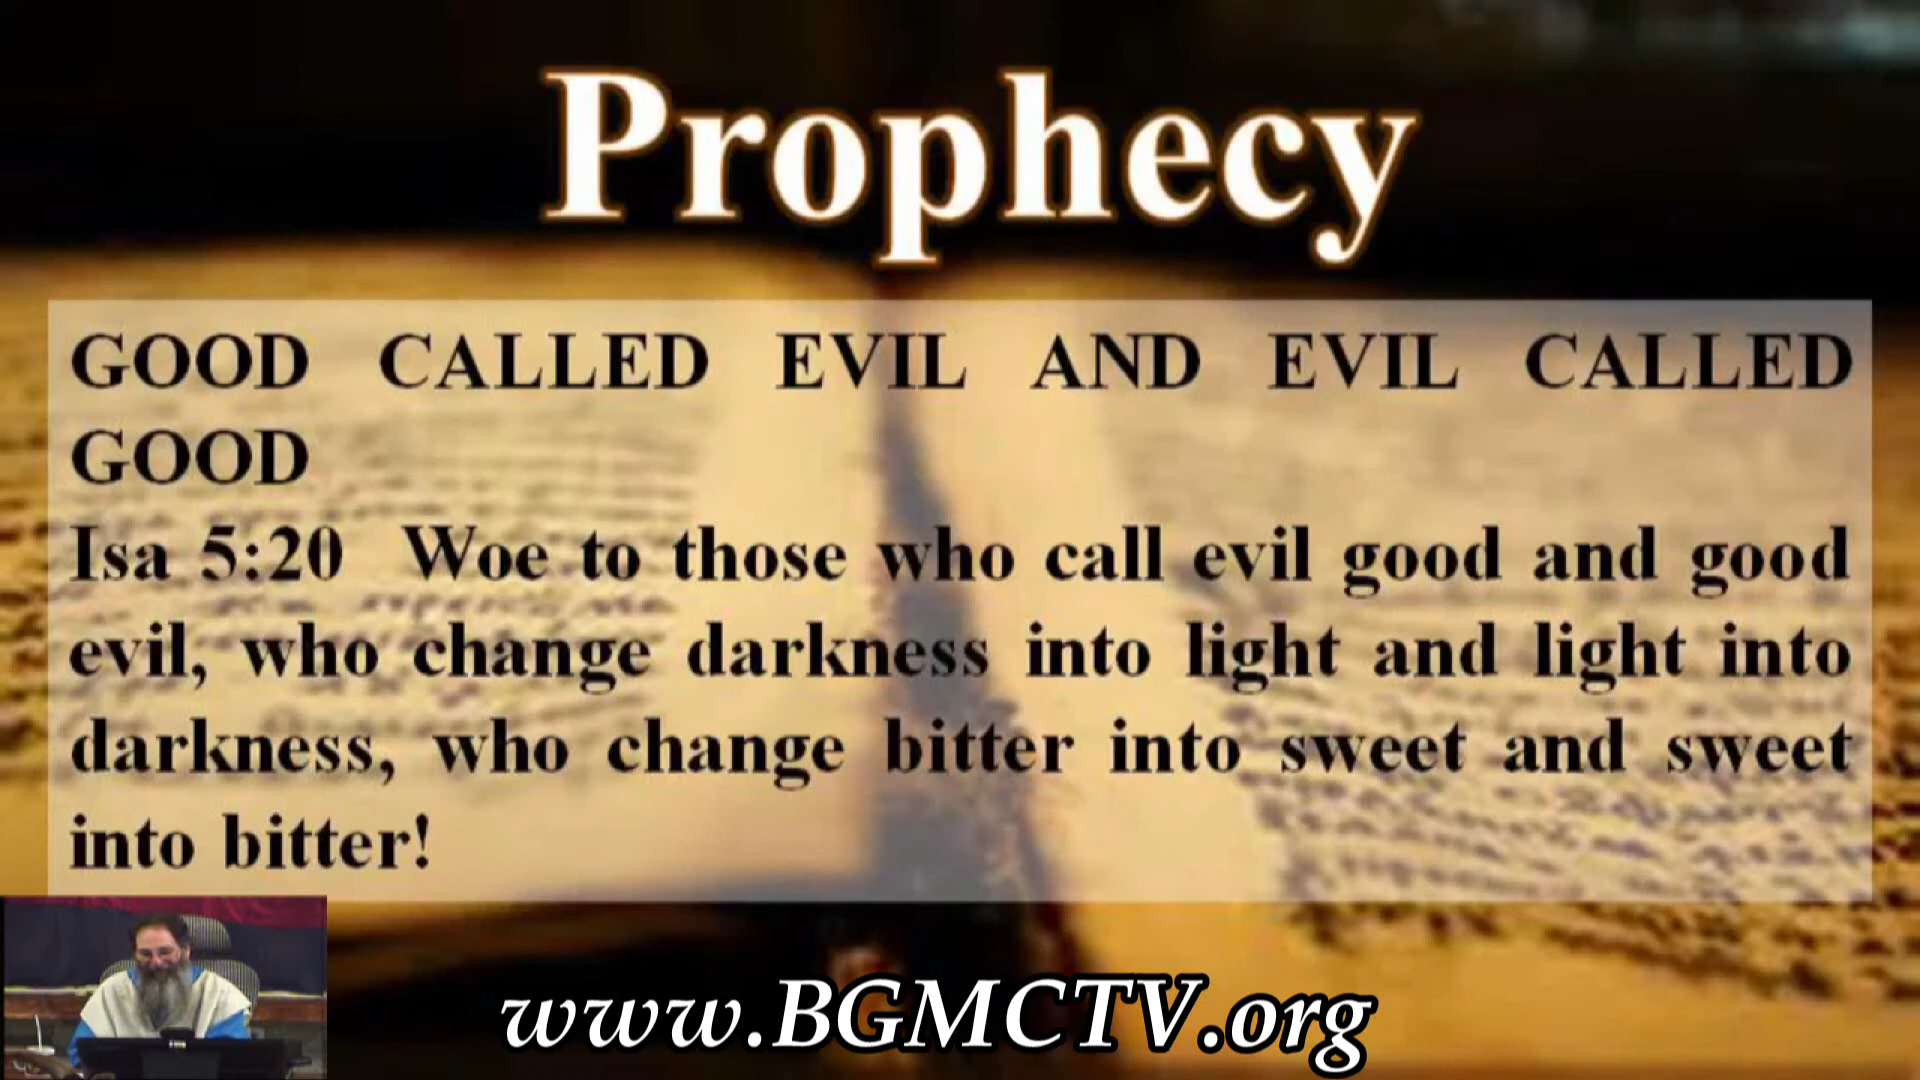 Prophecy
GOOD CALLED EVIL AND EVIL CALLED
GOOD
Isa 5:20 Woe to those who call evil good and good
evil, who change darkness into light and light into
darkness, who change bitter into sweet and sweet
into bitter!
www.BGMCTV.org